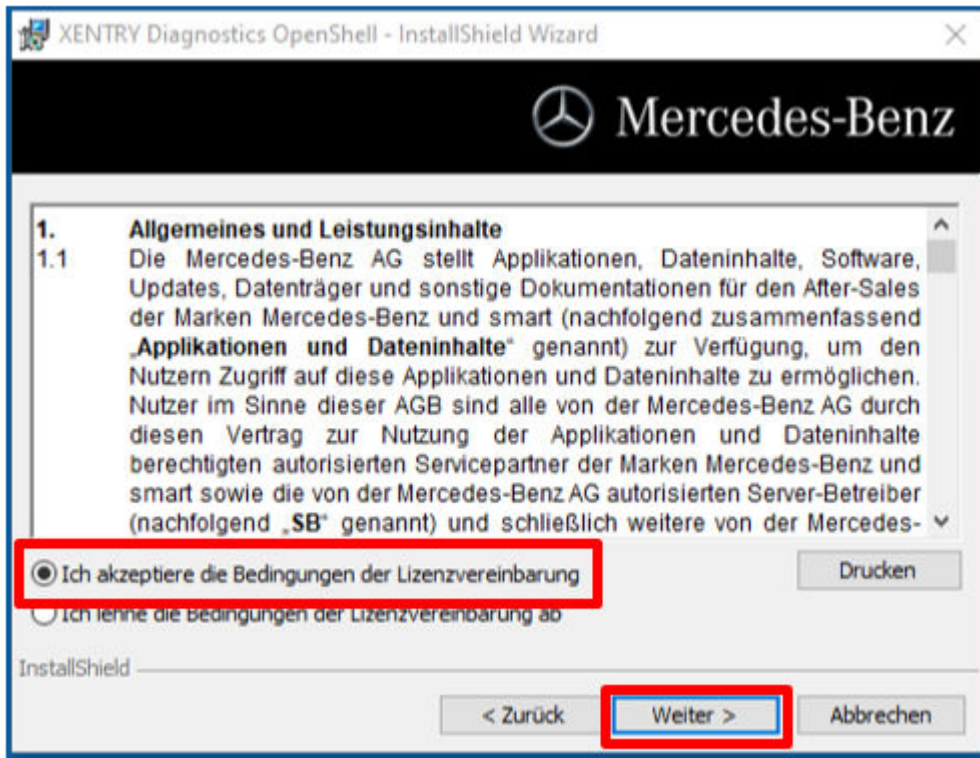 XENTRY Diagnostics OpenShell - InstallShield Wizard
Mercedes-Benz
1. Allgemeines und Leistungsinhalte
1.1 Die Mercedes-Benz AG stellt Applikationen, Dateninhalte, Software,
Updates, Datenträger und sonstige Dokumentationen für den After-Sales
der Marken Mercedes-Benz und smart (nachfolgend zusammenfassend
„Applikationen und Dateninhalte“ genannt) zur Verfügung, um den
Nutzern Zugriff auf diese Applikationen und Dateninhalte zu ermöglichen.
Nutzer im Sinne dieser AGB sind alle von der Mercedes-Benz AG durch
diesen Vertrag zur Nutzung der Applikationen und Dateninhalte
berechtigten autorisierten Servicepartner der Marken Mercedes-Benz und
smart sowie die von der Mercedes-Benz AG autorisierten Server-Betreiber
(nachfolgend „SB“ genannt) und schließlich weitere von der Mercedes-
Ich akzeptiere die Bedingungen der Lizenzvereinbarung
Drucken
Ich lehne die Bedingungen der Lizenzvereinbarung ab
InstallShield
< Zurück
Weiter >
Abbrechen